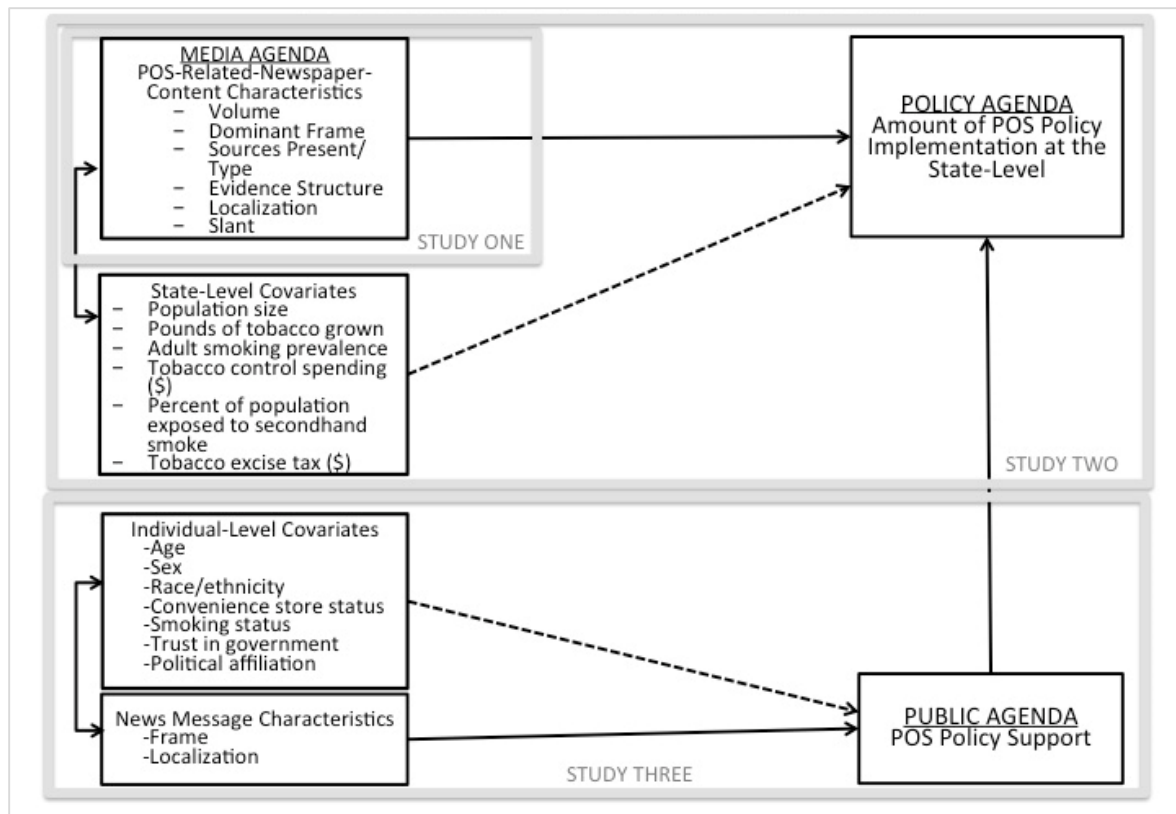 MEDIA AGENDA
POS-Related-Newspaper-
Content Characteristics
– Volume
– Dominant Frame
– Sources Present/
Type
– Evidence Structure
– Localization
– Slant
STUDY ONE
POLICY AGENDA
Amount of POS Policy
Implementation at the
State-Level
State-Level Covariates
– Population size
– Pounds of tobacco grown
– Adult smoking prevalence
– Tobacco control spending
($)
– Percent of population
exposed to secondhand
smoke
– Tobacco excise tax ($)
STUDY TWO
Individual-Level Covariates
-Age
-Sex
-Race/ethnicity
-Convenience store status
-Smoking status
-Trust in government
-Political affiliation
News Message Characteristics
-Frame
-Localization
PUBLIC AGENDA
POS Policy Support
STUDY THREE